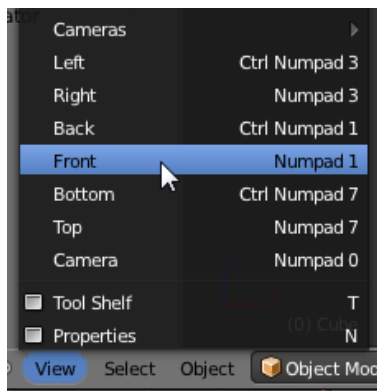 ator
Cameras
Left Ctrl Numpad 3
Right Numpad 3
Back Ctrl Numpad 1
Front Numpad 1
Bottom Ctrl Numpad 7
Top Numpad 7
Camera Numpad 0
Tool Shelf T
(0) Cube
Properties N
View Select Object Object Mod